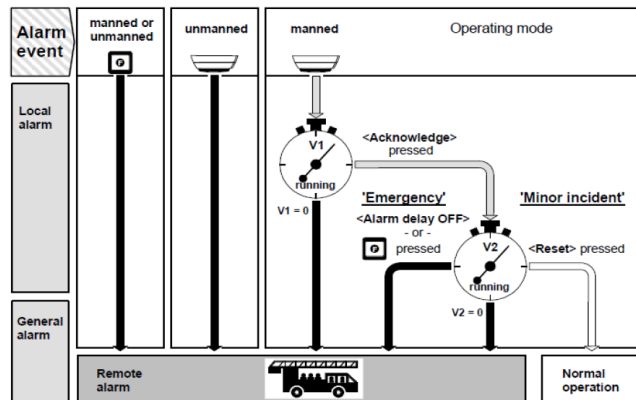 Alarm
event
manned or
unmanned
unmanned
manned
Operating mode
Local
alarm
V1
running
V1 = 0
<Acknowledge>
pressed
'Emergency'
<Alarm delay OFF>
- or -
pressed
'Minor incident'
V2
running
<Reset> pressed
V2 = 0
General
alarm
Remote
alarm
Normal
operation